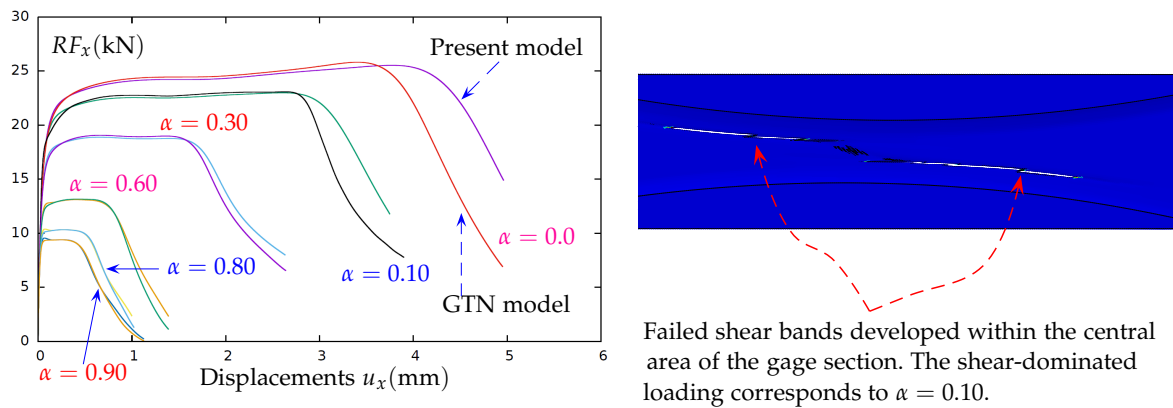 30
25
20
15
10
5
0
0
1
2
3
4
5
6
RFₓ(kN)
Present model
α = 0.30
α = 0.60
α = 0.80
α = 0.10
α = 0.0
GTN model
α = 0.90
Displacements uₓ(mm)
Failed shear bands developed within the central
area of the gage section. The shear-dominated
loading corresponds to α = 0.10.